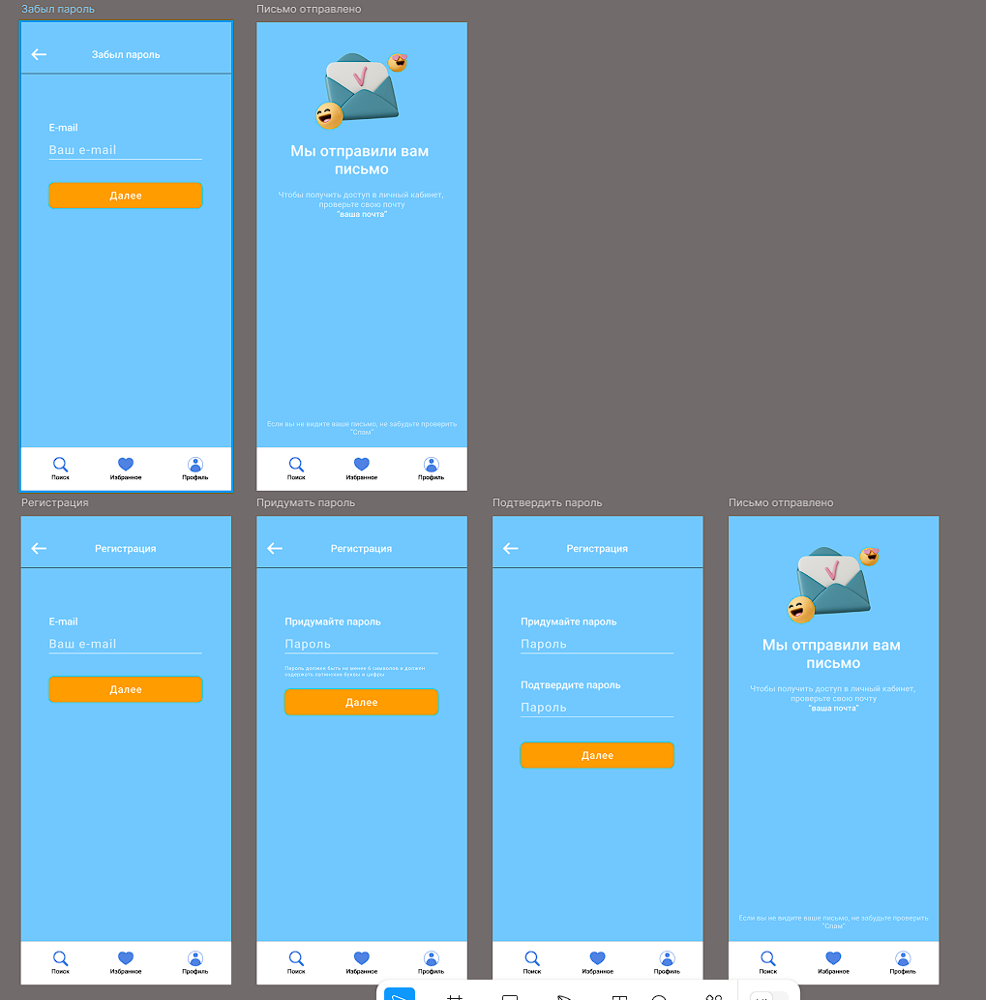 Забыл пароль
Забыл пароль
E-mail
Ваш e-mail
Далее
Поиск
Избранное
Профиль
Письмо отправлено
Мы отправили вам
письмо
Чтобы получить доступ в личный кабинет,
проверьте свою почту
"ваша почта"
Если вы не видите ваше письмо, не забудьте проверить
"Спам"
Поиск
Избранное
Профиль
Регистрация
Регистрация
E-mail
Ваш e-mail
Далее
Поиск
Избранное
Профиль
Придумать пароль
Регистрация
Придумайте пароль
Пароль
Пароль должен быть не менее 6 символов и должен
содержать латинские буквы и цифры
Далее
Поиск
Избранное
Профиль
Подтвердить пароль
Регистрация
Придумайте пароль
Пароль
Подтвердите пароль
Пароль
Далее
Поиск
Избранное
Профиль
Письмо отправлено
Мы отправили вам
письмо
Чтобы получить доступ в личный кабинет,
проверьте свою почту
"ваша почта"
Если вы не видите ваше письмо, не забудьте проверить
"Спам"
Поиск
Избранное
Профиль